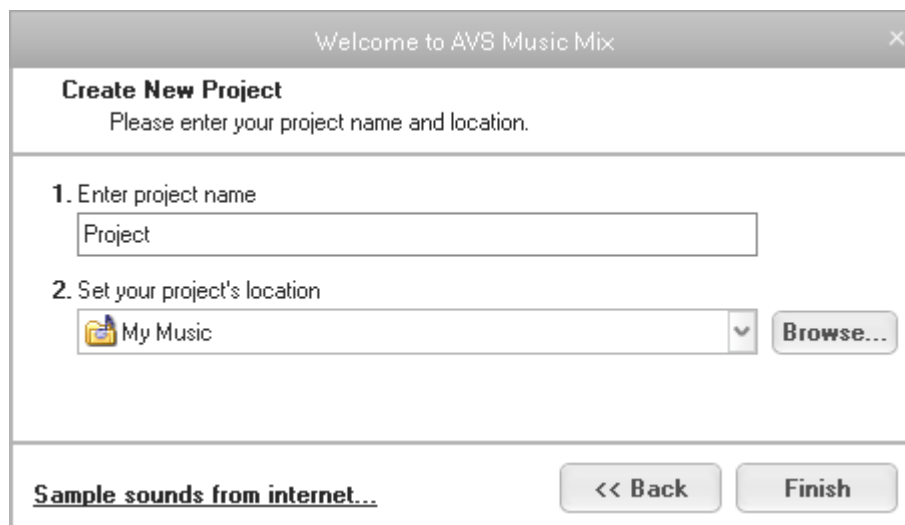 Welcome to AVS Music Mix
Create New Project
Please enter your project name and location.
1. Enter project name
Project
2. Set your project's location
My Music
Browse...
Sample sounds from internet...
<< Back
Finish